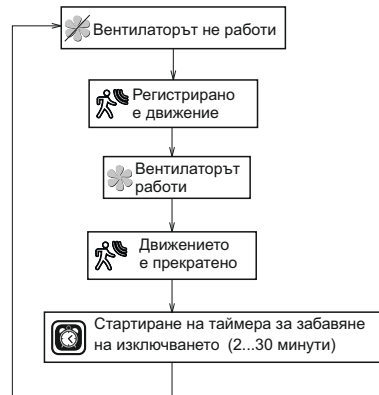 Вентилаторът не работи
Регистрирано
е движение
Вентилаторът
работи
Движението
е прекратено
Стартиране на таймера за забавяне
на изключването (2...30 минути)